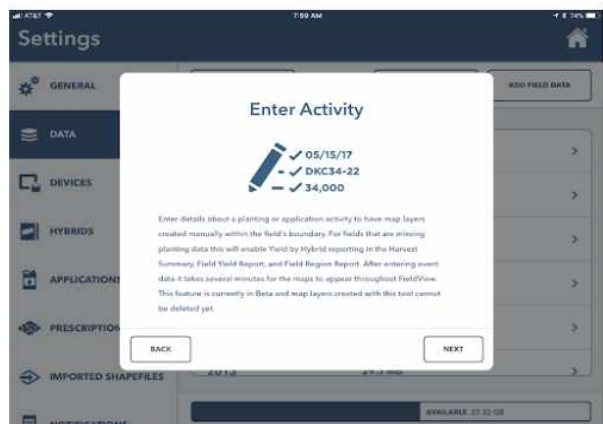 AT&T
7:59 AM
74%
Settings
GENERAL
ADD FIELD DATA
DATA
DEVICES
HYBRIDS
APPLICATIONS
PRESCRIPTION
IMPORTED SHAPEFILES
Enter Activity
05/15/17
DKC34-22
34,000
Enter details about a planting or application activity to have map layers
created manually within the field's boundary. For fields that are missing
planting data this will enable Yield by Hybrid reporting in the Harvest
Summary, Field Yield Report, and Field Region Report. After entering event
data it takes several minutes for the maps to appear throughout FieldView.
This feature is currently in Beta and map layers created with this tool cannot
be deleted yet.
BACK
NEXT
AVAILABLE